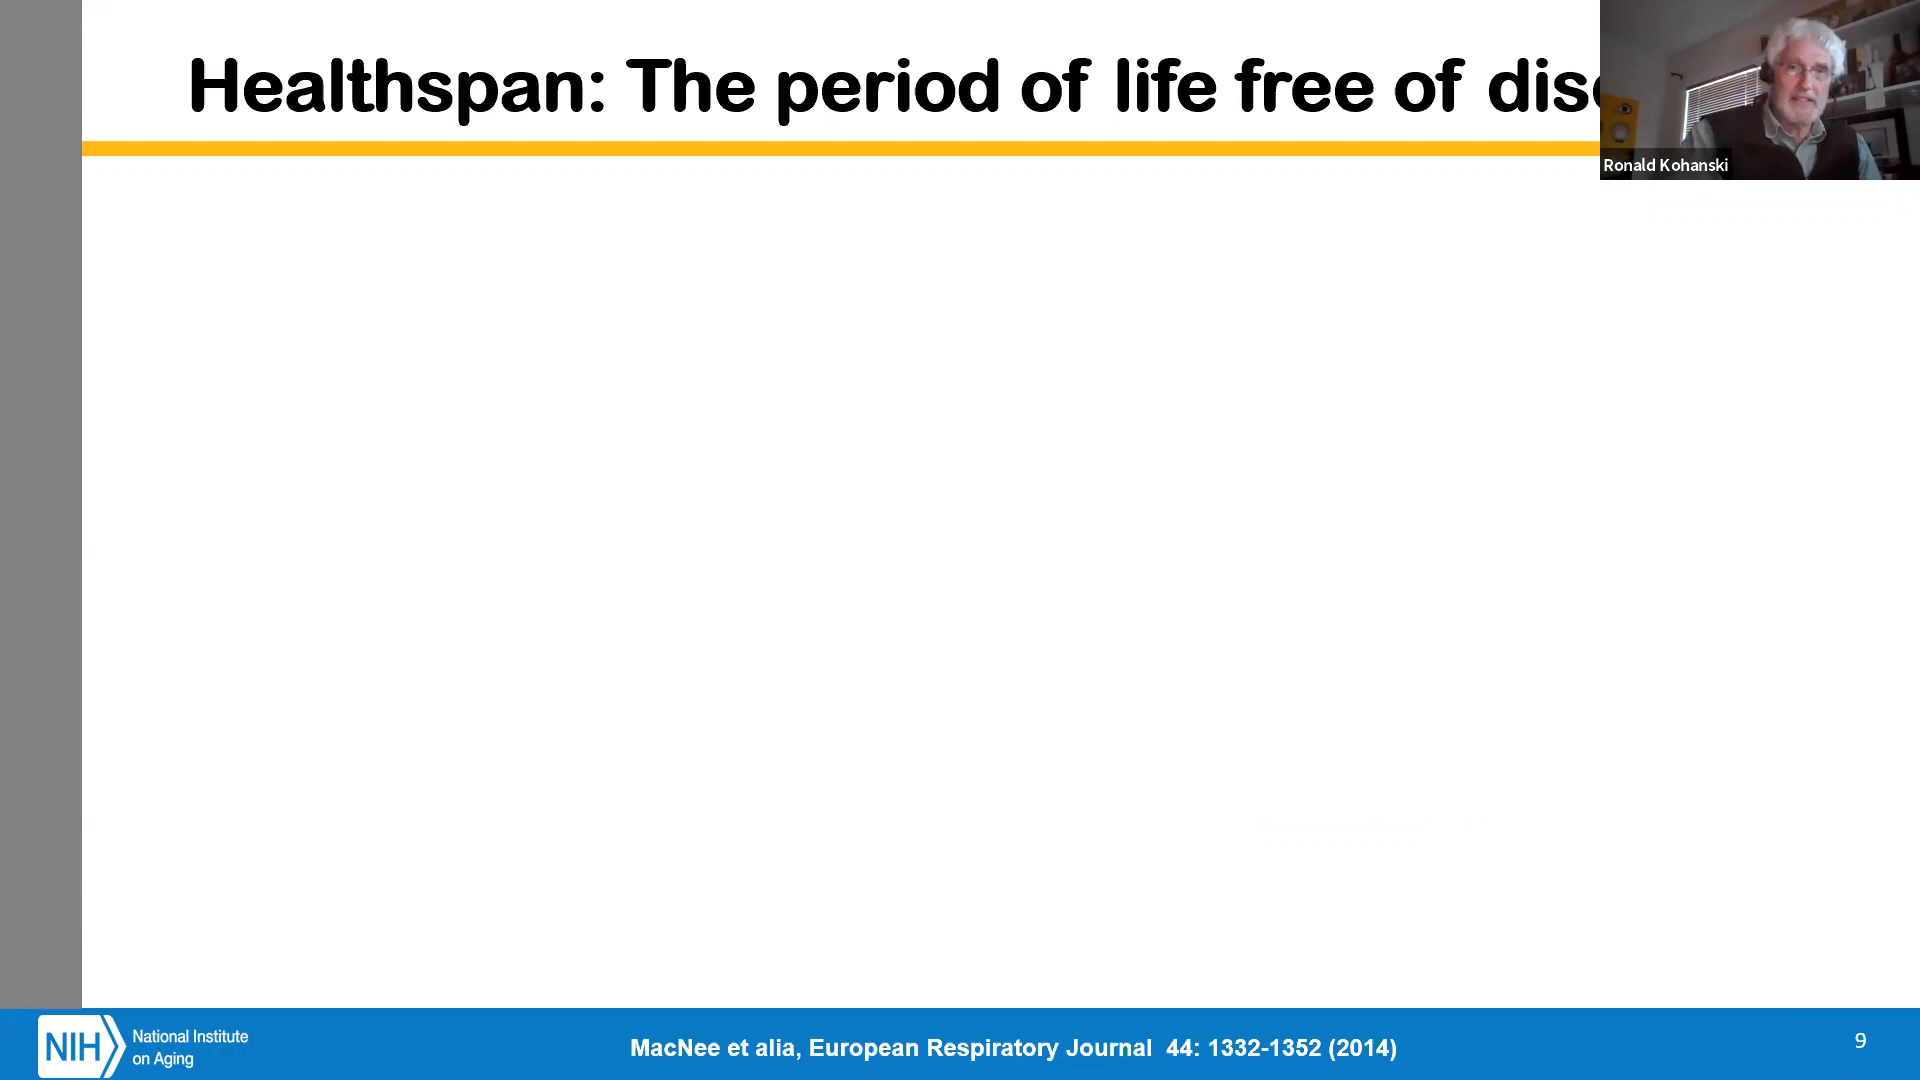 Healthspan: The period of life free of
Ronald Kohanski
NIH
National Institute
on Aging
MacNee et alia, European Respiratory Journal 44: 1332-1352 (2014)
9